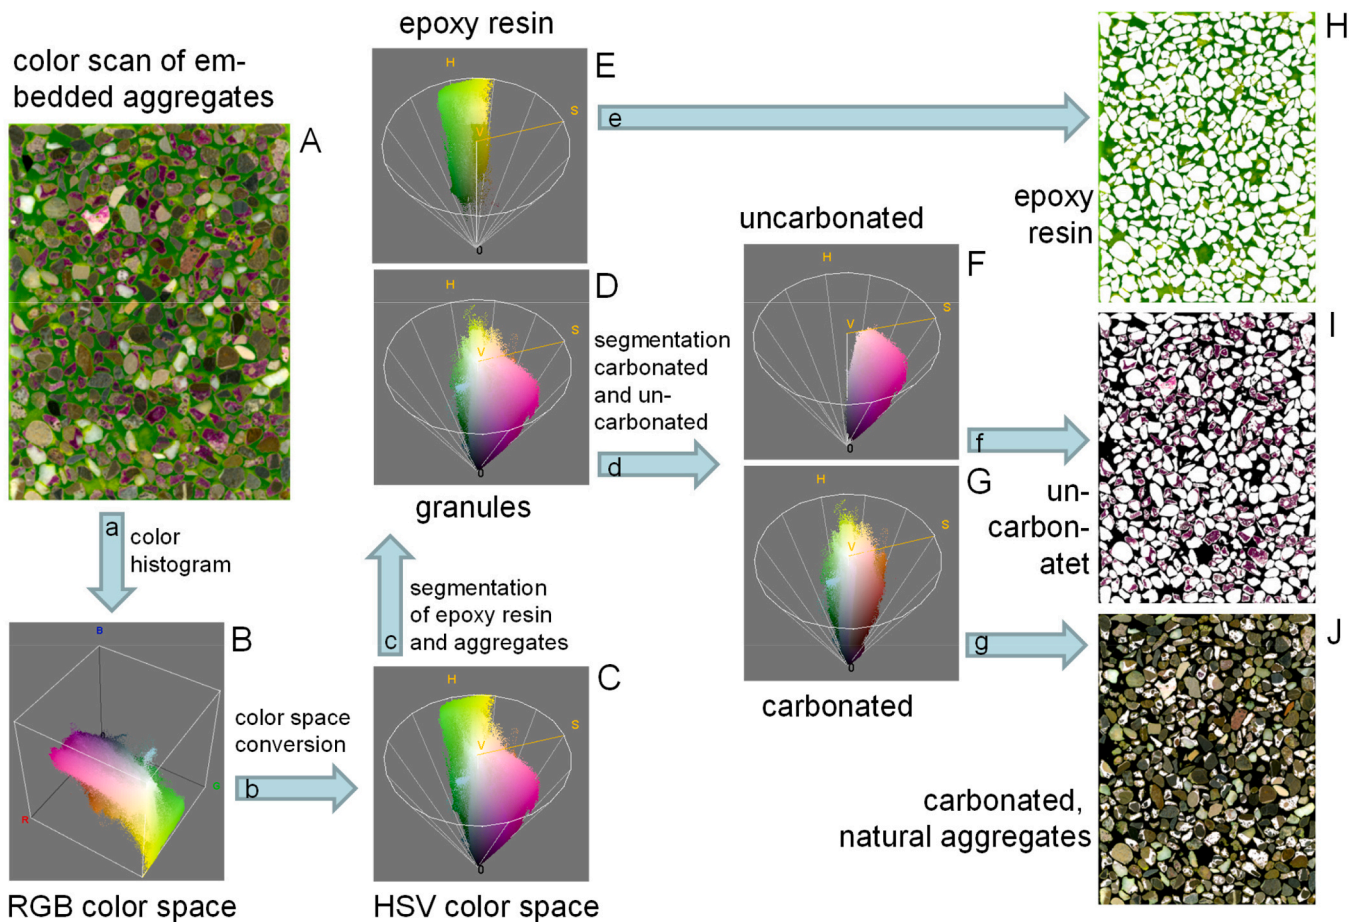 color scan of em-
bedded aggregates
A
a
color
histogram
B
B
R
G
RGB color space
b
color space
conversion
C
H
S
V
0
HSV color space
c
segmentation
of epoxy resin
and aggregates
D
H
S
V
0
granules
epoxy resin
E
H
S
V
0
e
segmentation
carbonated
and un-
carbonated
d
uncarbonated
F
H
S
V
0
f
G
H
S
V
0
carbonated
g
H
epoxy
resin
I
un-
carbon-
atet
J
carbonated,
natural aggregates